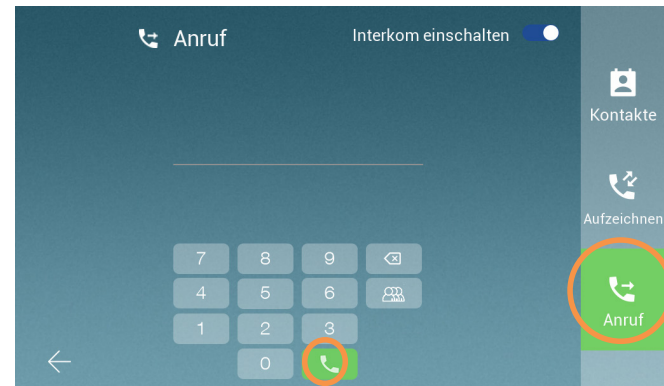 Anruf
Interkom einschalten
Kontakte
Aufzeichnen
7 8 9
4 5 6
1 2 3
0
Anruf